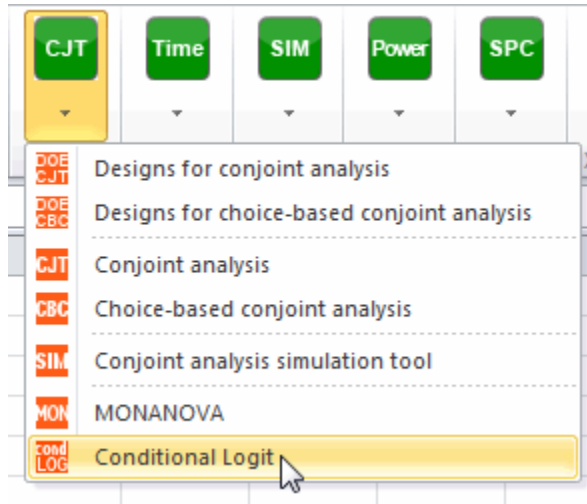 CJT Time SIM Power SPC
DOE CJT Designs for conjoint analysis
DOE CBC Designs for choice-based conjoint analysis
CJT Conjoint analysis
CBC Choice-based conjoint analysis
SIM Conjoint analysis simulation tool
MON MONANOVA
cond LOG Conditional Logit